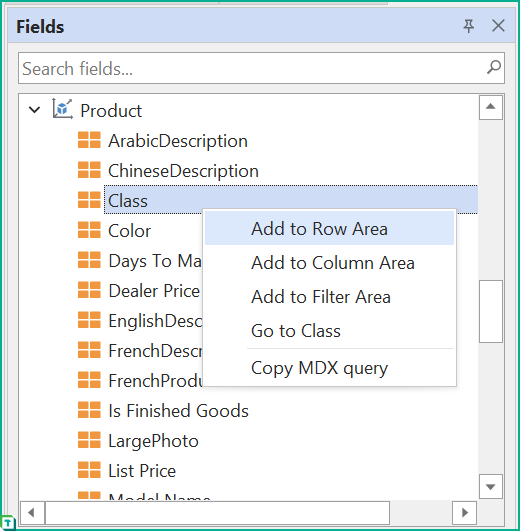 Fields
Search fields...
Product
ArabicDescription
ChineseDescription
Class
Color
Days To Ma
Dealer Price
EnglishDesc
FrenchDescr
FrenchProdu
Is Finished Goods
LargePhoto
List Price
Model Name
Add to Row Area
Add to Column Area
Add to Filter Area
Go to Class
Copy MDX query
T